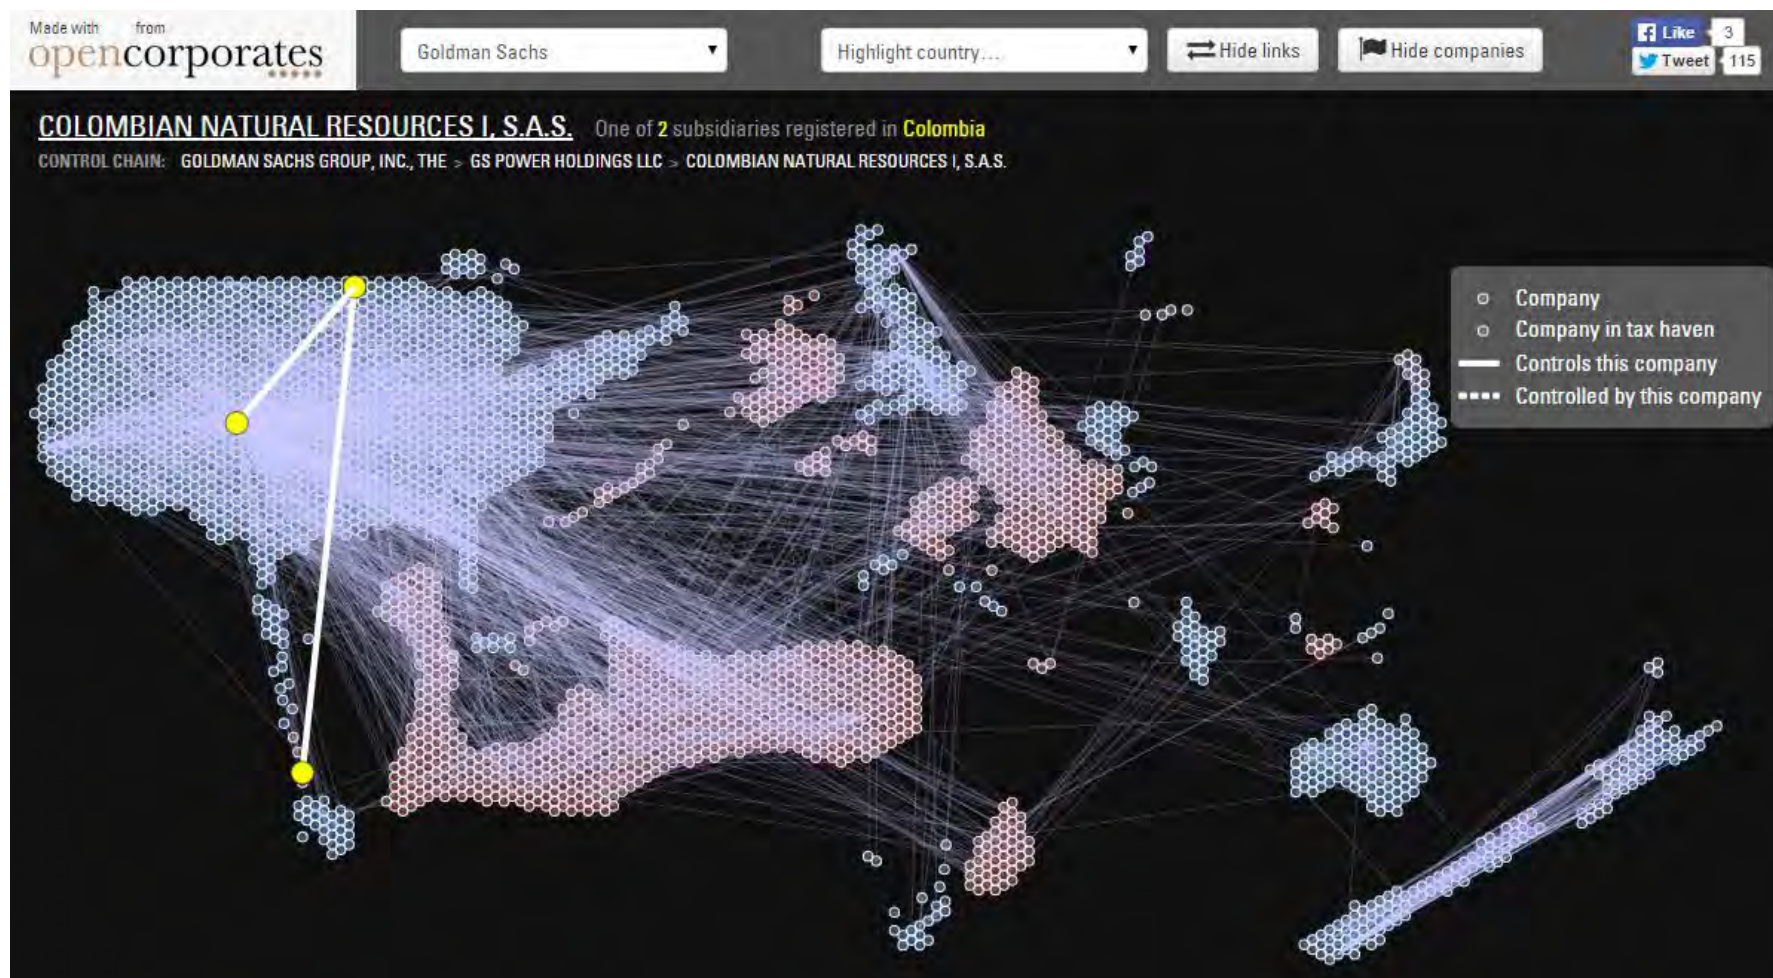 Made with from
opencorporates
Goldman Sachs
Highlight country...
Hide links
Hide companies
Like 3
Tweet 115
COLOMBIAN NATURAL RESOURCES I, S.A.S. One of 2 subsidiaries registered in Colombia
CONTROL CHAIN: GOLDMAN SACHS GROUP, INC., THE > GS POWER HOLDINGS LLC > COLOMBIAN NATURAL RESOURCES I, S.A.S.
Company
Company in tax haven
Controls this company
Controlled by this company